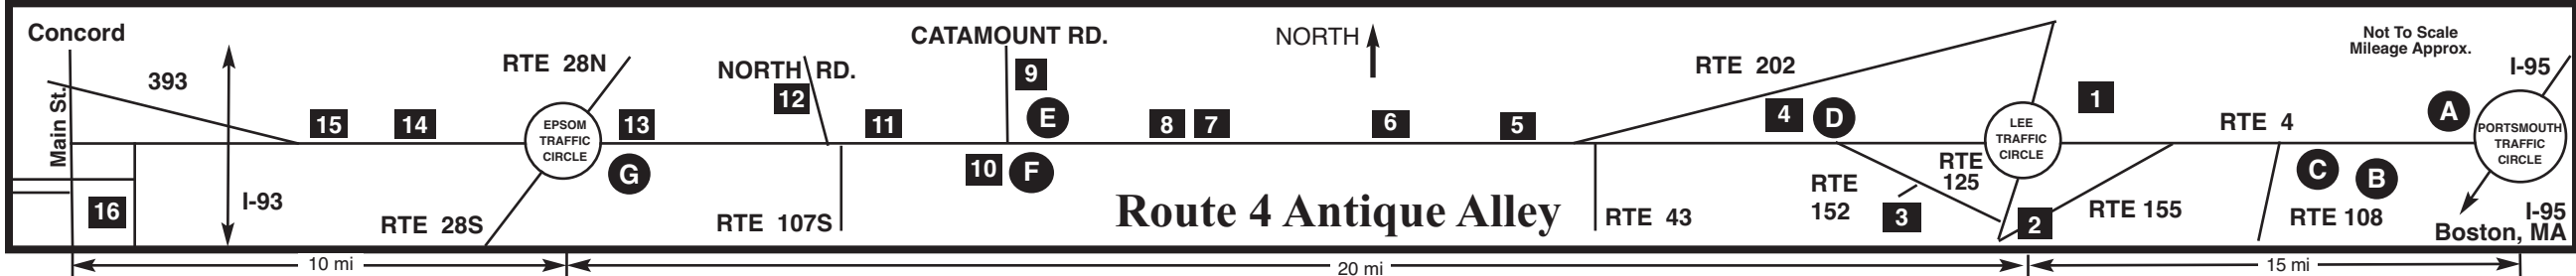 Concord
Main St.
393
I-93
16
15
14
RTE 28N
EPSOM
TRAFFIC
CIRCLE
RTE 28S
13
G
NORTH RD.
12
RTE 107S
11
CATAMOUNT RD.
9
E
10
F
8
7
NORTH
6
5
Route 4 Antique Alley
RTE 43
RTE 202
4
D
RTE
152
3
RTE
125
LEE
TRAFFIC
CIRCLE
2
1
RTE 155
RTE 4
RTE 108
C
B
A
Not To Scale
Mileage Approx.
I-95
PORTSMOUTH
TRAFFIC
CIRCLE
I-95
Boston, MA
10 mi
20 mi
15 mi